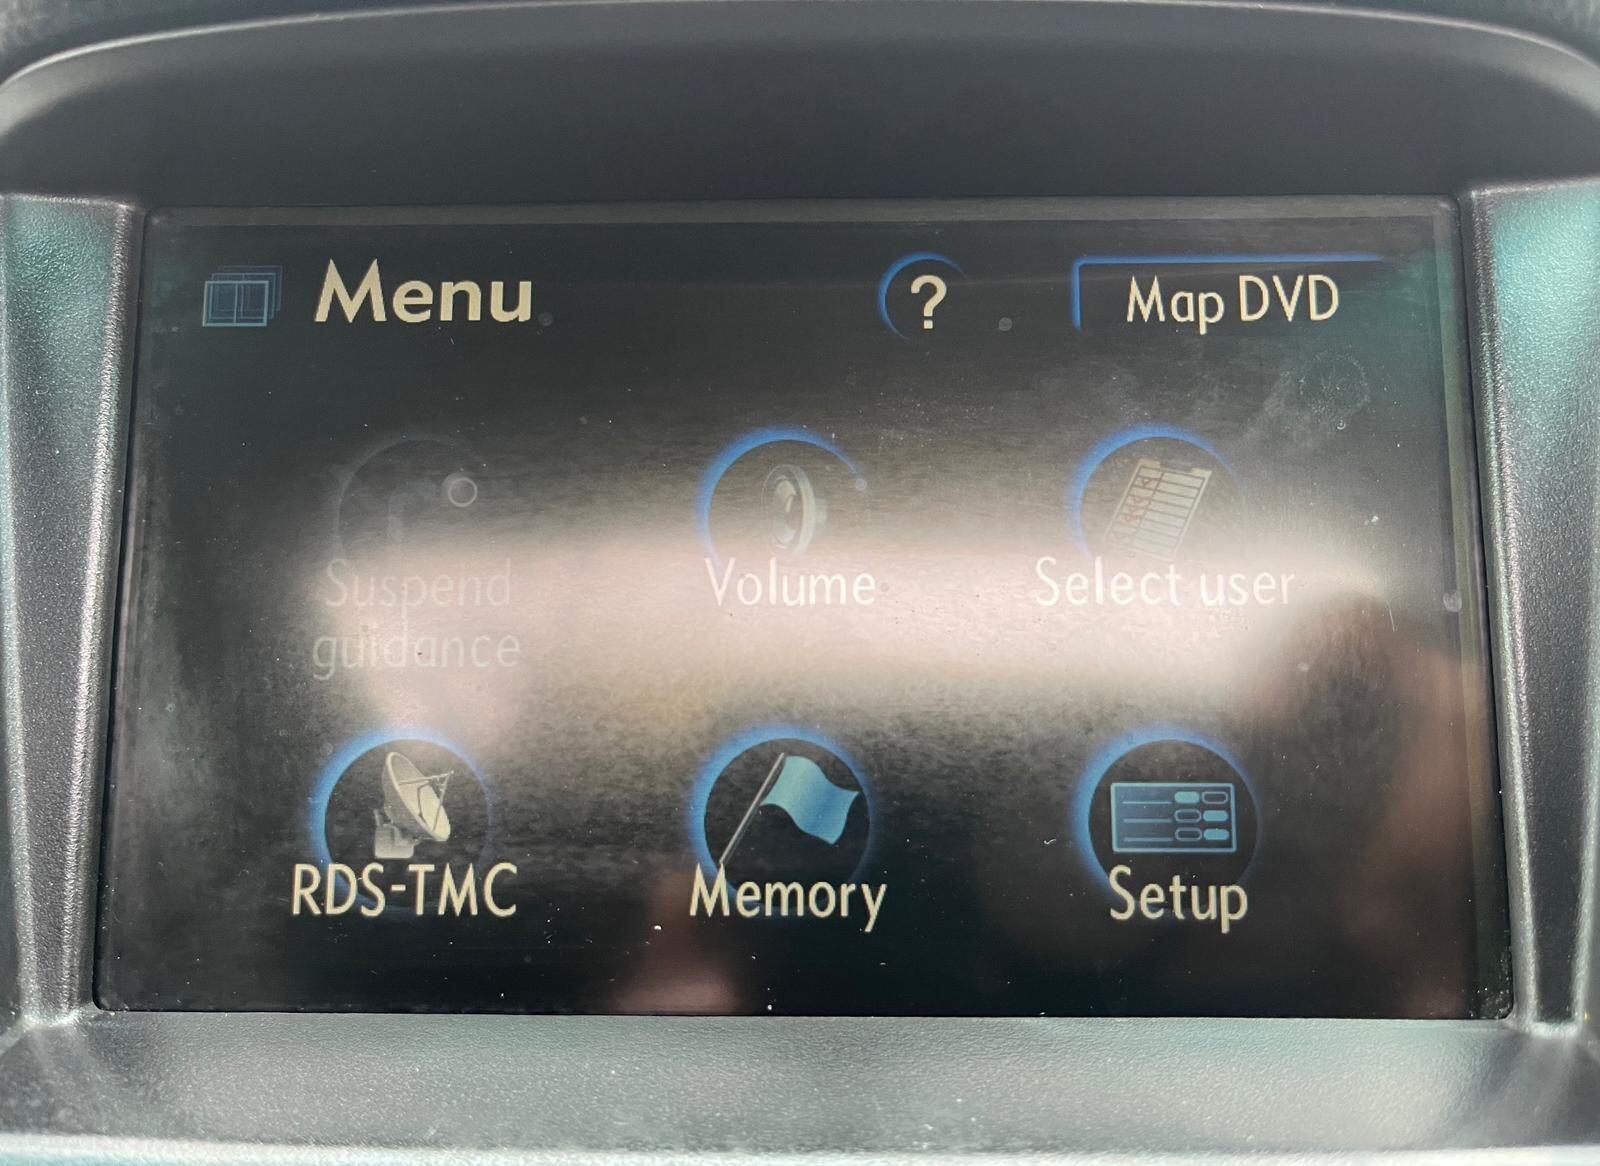 Menu
?
Map DVD
Suspend
guidance
Volume
Select user
RDS-TMC
Memory
Setup